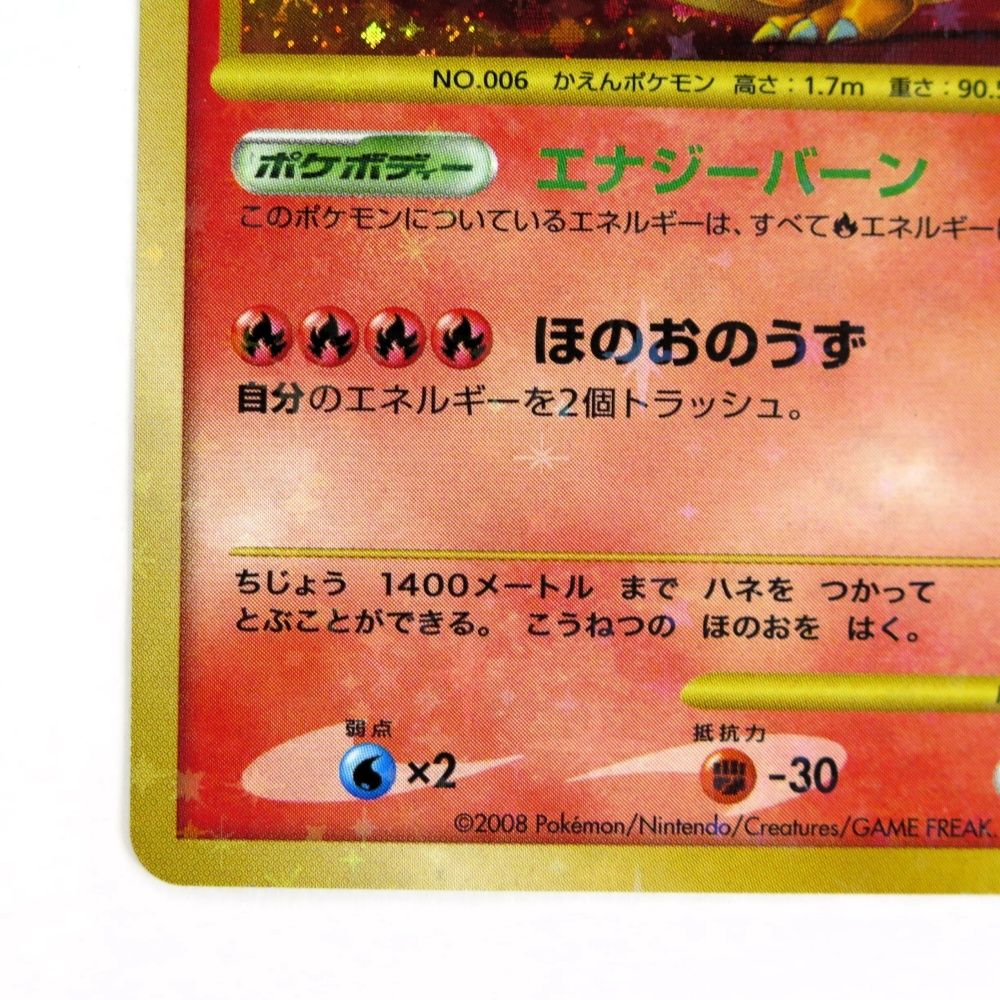 NO.006 かえんポケモン 高さ：1.7m 重さ：90.5
ポケボディー エナジーバーン
このポケモンについているエネルギーは、すべてエネルギー
ほのおのうず
自分のエネルギーを2個トラッシュ。
ちじょう 1400メートル まで ハネを つかって
とぶことができる。 こうねつの ほのおを はく。
弱点 抵抗力
×2 -30
©2008 Pokémon/Nintendo/Creatures/GAME FREAK.